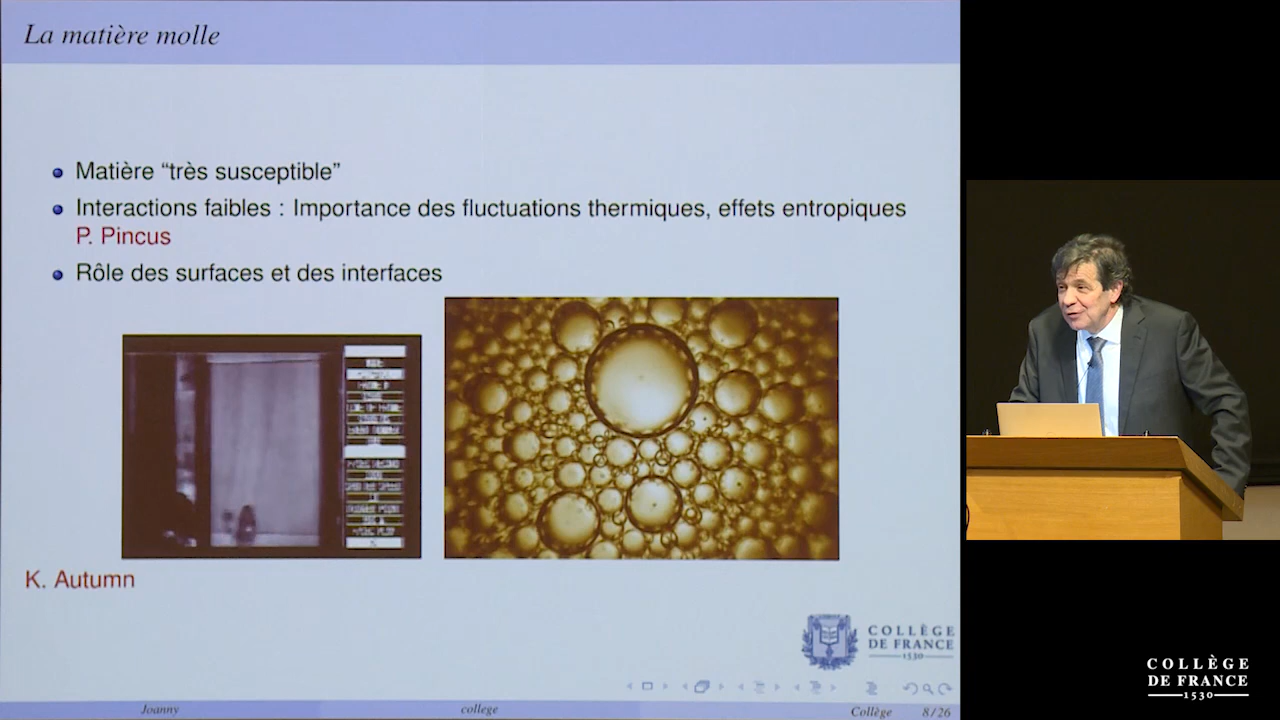 La matière molle
Matière “très susceptible”
Interactions faibles : Importance des fluctuations thermiques, effets entropiques
P. Pincus
Rôle des surfaces et des interfaces
K. Autumn
COLLÈGE
DE FRANCE
1530
Joanny
college
Collège
8/26
COLLÈGE
DE FRANCE
1530